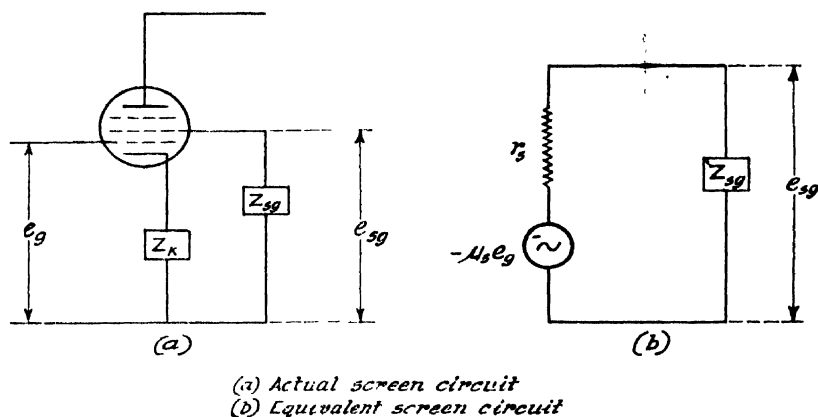 e_g
Z_K
Z_sg
e_sg
(a)
r_s
-μ_s e_g
Z_sg
e_sg
(b)
(a) Actual screen circuit
(b) Equivalent screen circuit